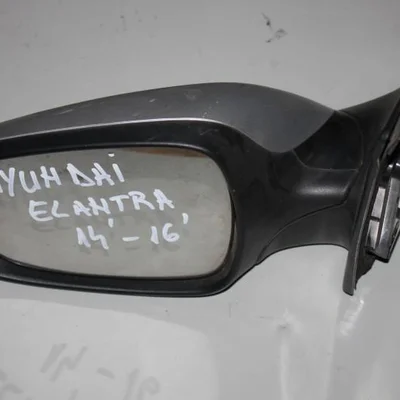 YUNDAi
ELANTRA
14' - 16'